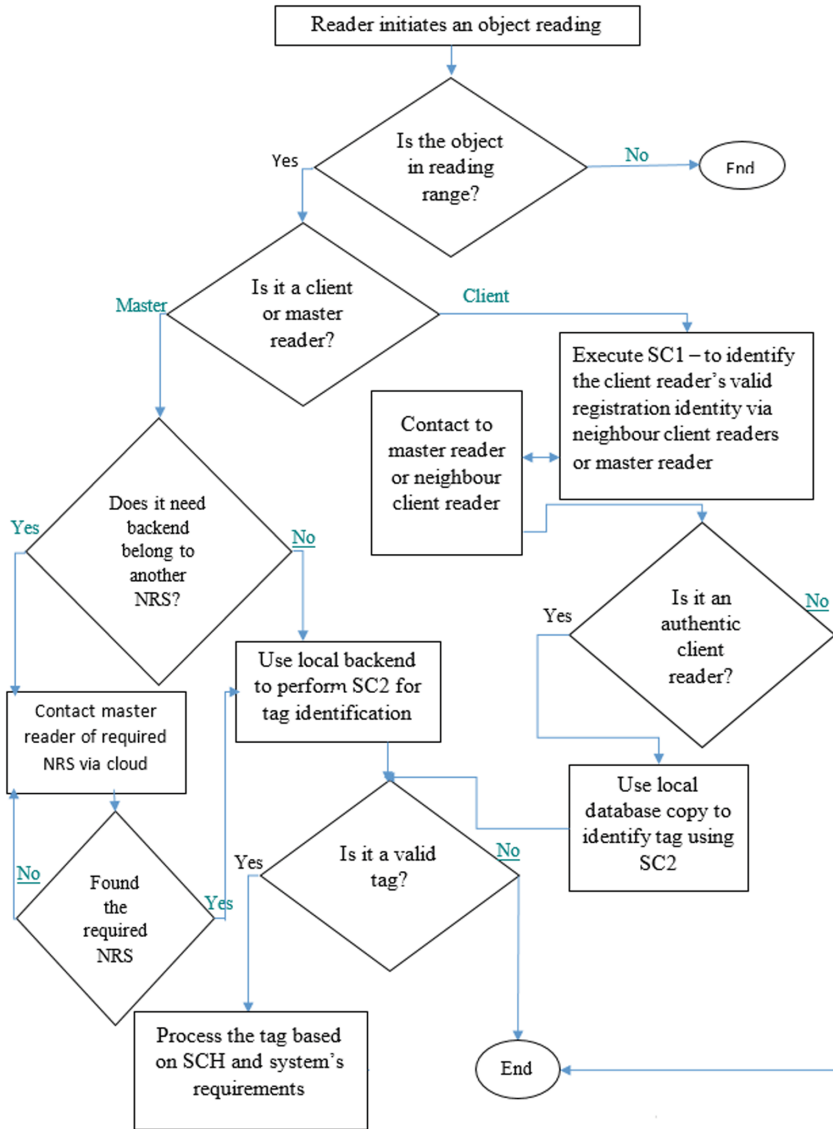 Reader initiates an object reading
Is the object
in reading
range?
Yes
No
End
Is it a client
or master
reader?
Master
Client
Execute SC1 – to identify
the client reader's valid
registration identity via
neighbour client readers
or master reader
Contact to
master reader
or neighbour
client reader
Does it need
backend
belong to
another
NRS?
Yes
No
Is it an
authentic
client
reader?
Yes
No
Use local backend
to perform SC2 for
tag identification
Contact master
reader of required
NRS via cloud
Use local
database copy to
identify tag using
SC2
Is it a valid
tag?
Yes
No
Found
the
required
NRS
No
Yes
Process the tag based
on SCH and system's
requirements
End